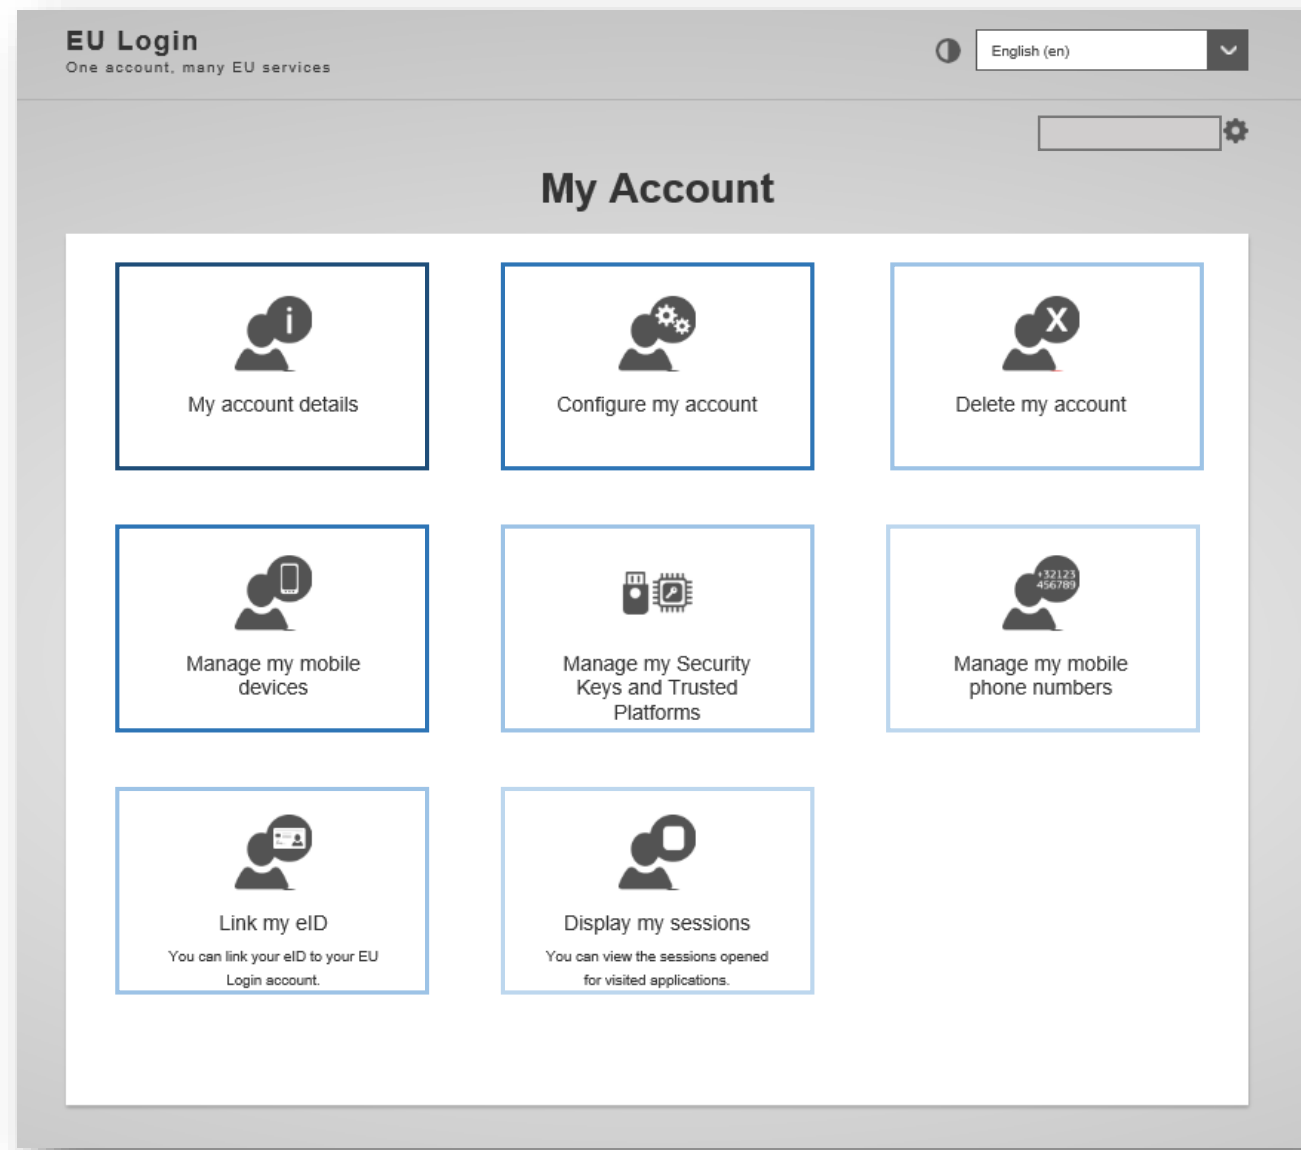 EU Login
One account, many EU services
English (en)
My Account
i
My account details
Configure my account
X
Delete my account
Manage my mobile
devices
Manage my Security
Keys and Trusted
Platforms
+32123
456789
Manage my mobile
phone numbers
Link my eID
You can link your eID to your EU
Login account.
Display my sessions
You can view the sessions opened
for visited applications.